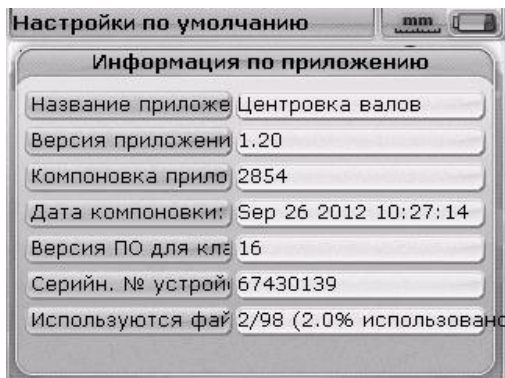 Настройки по умолчанию
mm
Информация по приложению
Название приложе Центровка валов
Версия приложени 1.20
Компоновка прило 2854
Дата компоновки: Sep 26 2012 10:27:14
Версия ПО для кла 16
Серийн. № устрой 67430139
Используются фай 2/98 (2.0% использовано